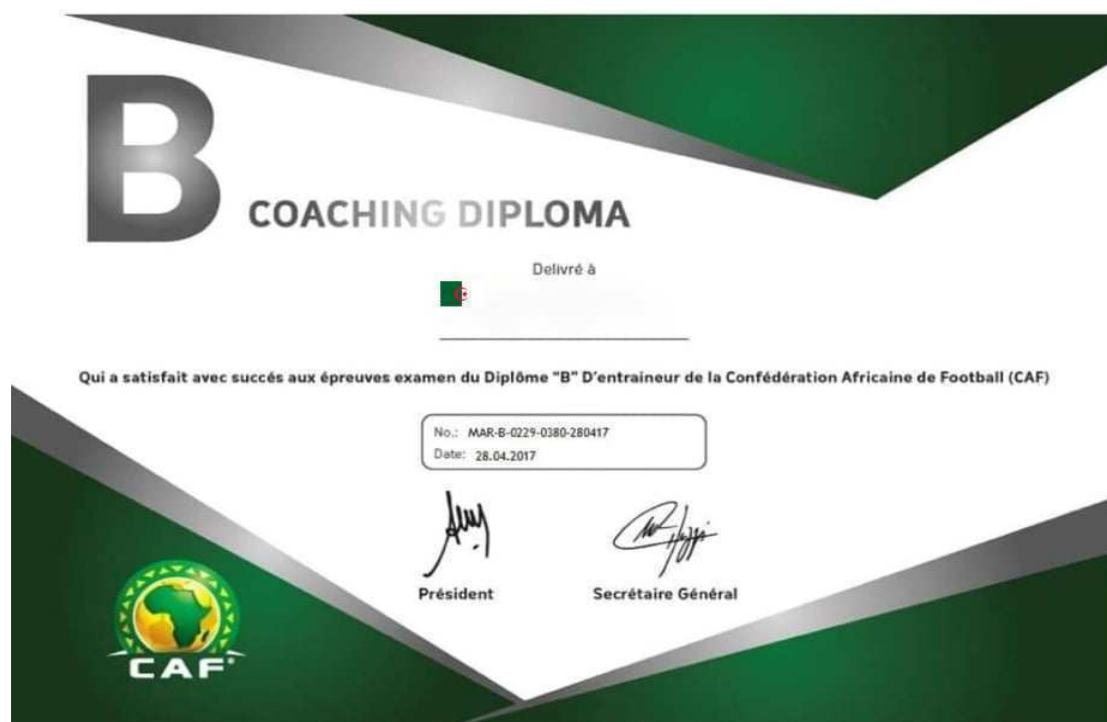 B
COACHING DIPLOMA
Delivré à
Qui a satisfait avec succés aux épreuves examen du Diplôme "B" D'entraineur de la Confédération Africaine de Football (CAF)
No.: MAR-B-0229-0380-280417
Date: 28.04.2017
Président Secrétaire Général
CAF